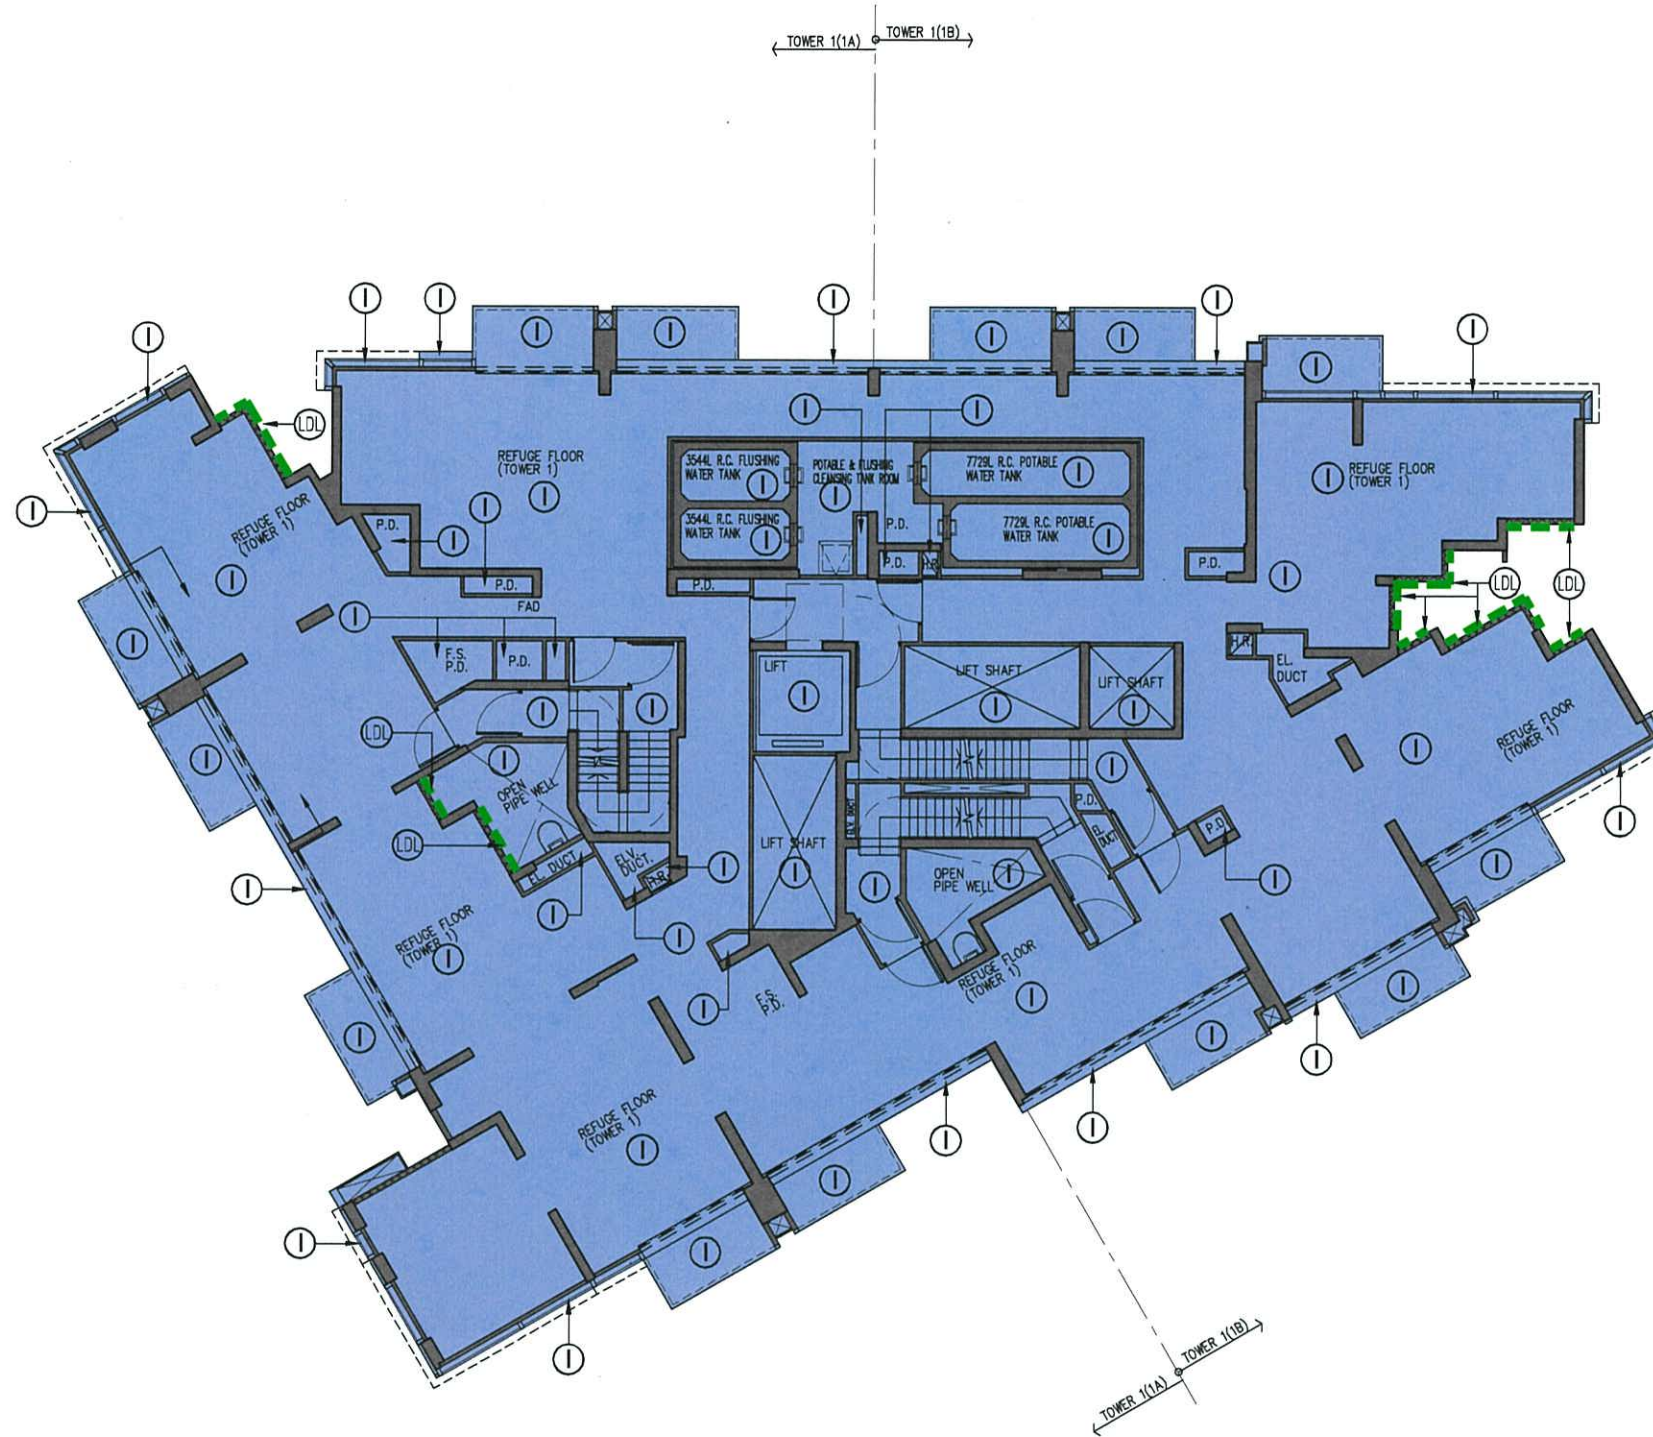 TOWER 1(1A)
TOWER 1(1B)
I
I
I
I
I
I
I
I
I
I
I
I
LDL
I
I
REFUGE FLOOR
(TOWER 1)
I
3544L R.C. FLUSHING
WATER TANK
I
POTABLE & FLUSHING
CLEANSING TANK ROOM
I
7729L R.C. POTABLE
WATER TANK
I
REFUGE FLOOR
(TOWER 1)
I
I
REFUGE FLOOR
(TOWER 1)
I
P.D.
I
I
3544L R.C. FLUSHING
WATER TANK
I
P.D.
7729L R.C. POTABLE
WATER TANK
I
P.D.
H.R.
P.D.
P.D.
P.D.
FAD
I
LDL
LDL
I
I
F.S.
P.D.
P.D.
LIFT
I
LIFT SHAFT
I
LIFT SHAFT
I
H.R.
EL.
DUCT
I
I
I
LDL
I
OPEN
PIPE WELL
I
I
REFUGE FLOOR
(TOWER 1)
I
ELV. DUCT
P.D.
EL.
DUCT
P.D.
I
LDL
EL. DUCT
ELV.
DUCT.
H.R.
I
LIFT SHAFT
I
I
OPEN
PIPE WELL
I
I
I
I
I
I
REFUGE FLOOR
(TOWER 1)
I
I
F.S.
P.D.
REFUGE FLOOR
(TOWER 1)
I
I
I
I
I
I
I
REFUGE FLOOR
(TOWER 1)
I
I
I
I
I
I
I
TOWER 1(1B)
TOWER 1(1A)